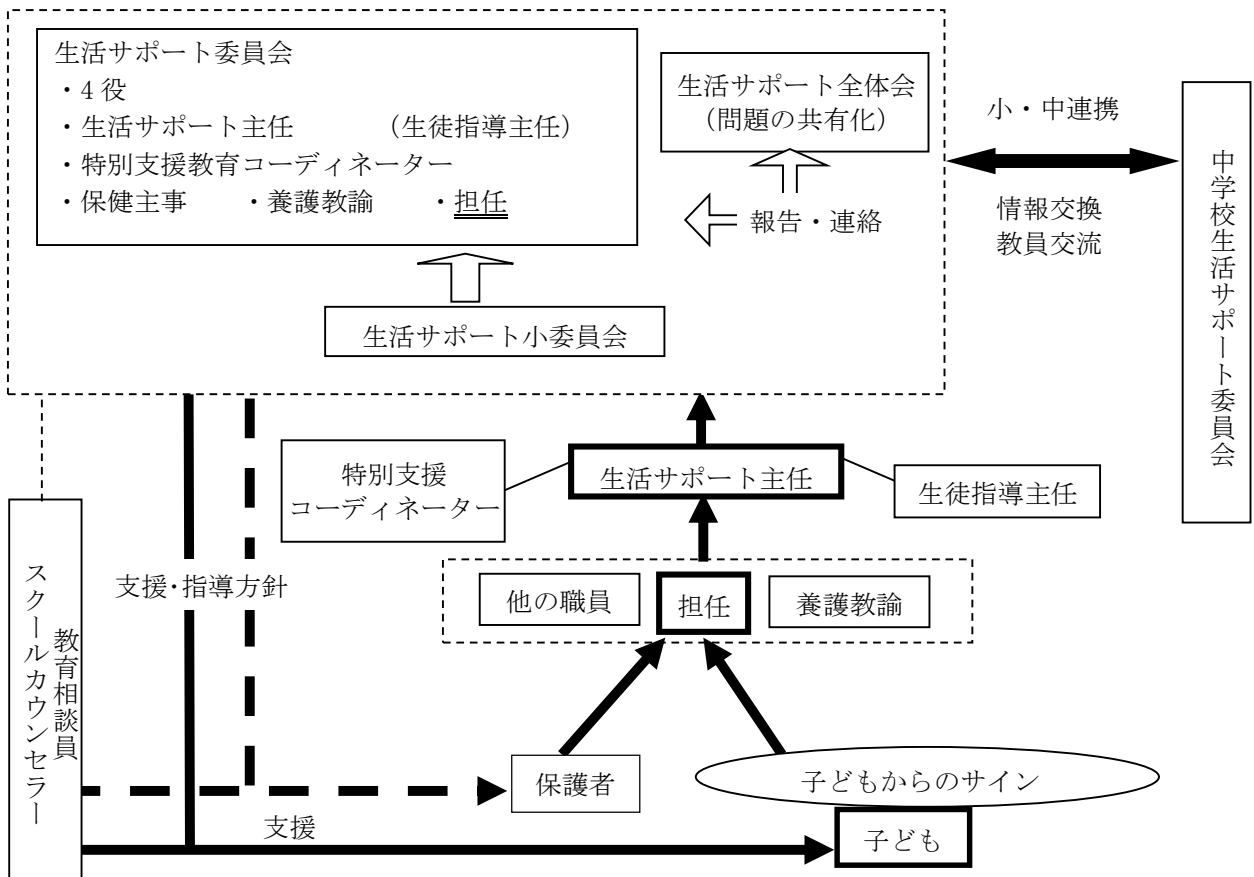 生活サポート委員会
・4役
・生活サポート主任 (生徒指導主任)
・特別支援教育コーディネーター
・保健主事 ・養護教諭 ・担任
生活サポート全体会
(問題の共有化)
報告・連絡
生活サポート小委員会
小・中連携
情報交換
教員交流
中学校生活サポート委員会
特別支援
コーディネーター
生活サポート主任
生徒指導主任
支援・指導方針
他の職員
担任
養護教諭
教育相談員
スクールカウンセラー
保護者
子どもからのサイン
支援
子ども